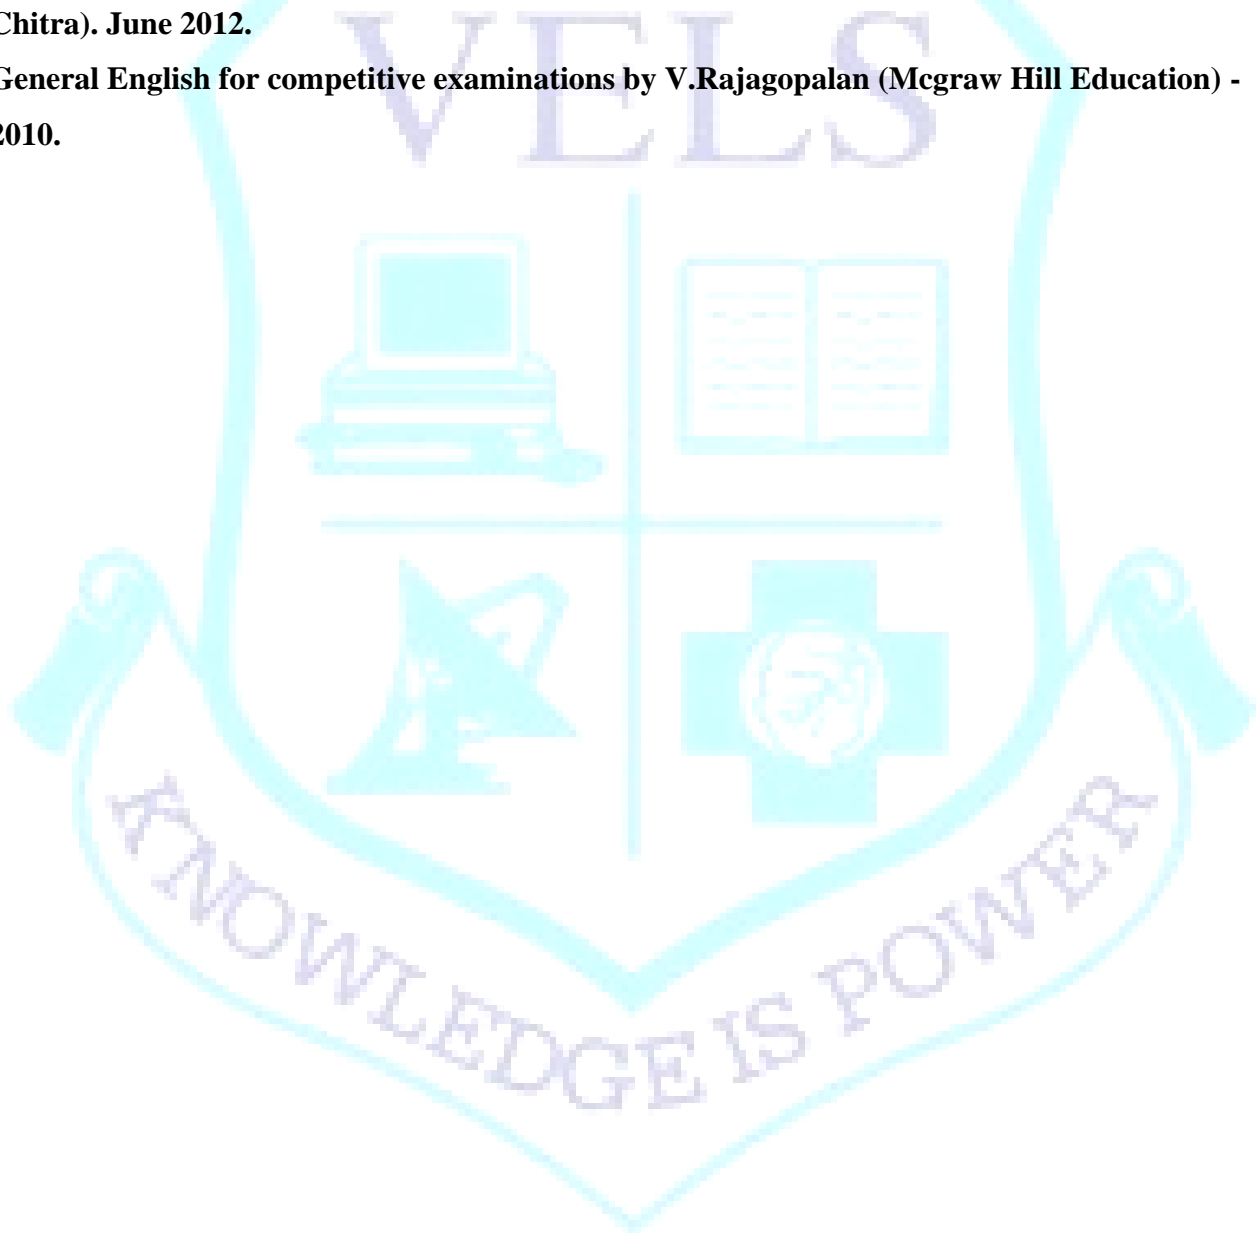 Chitra). June 2012.
General English for competitive examinations by V.Rajagopalan (Mcgraw Hill Education) -
2010.
VELS
KNOWLEDGE IS POWER